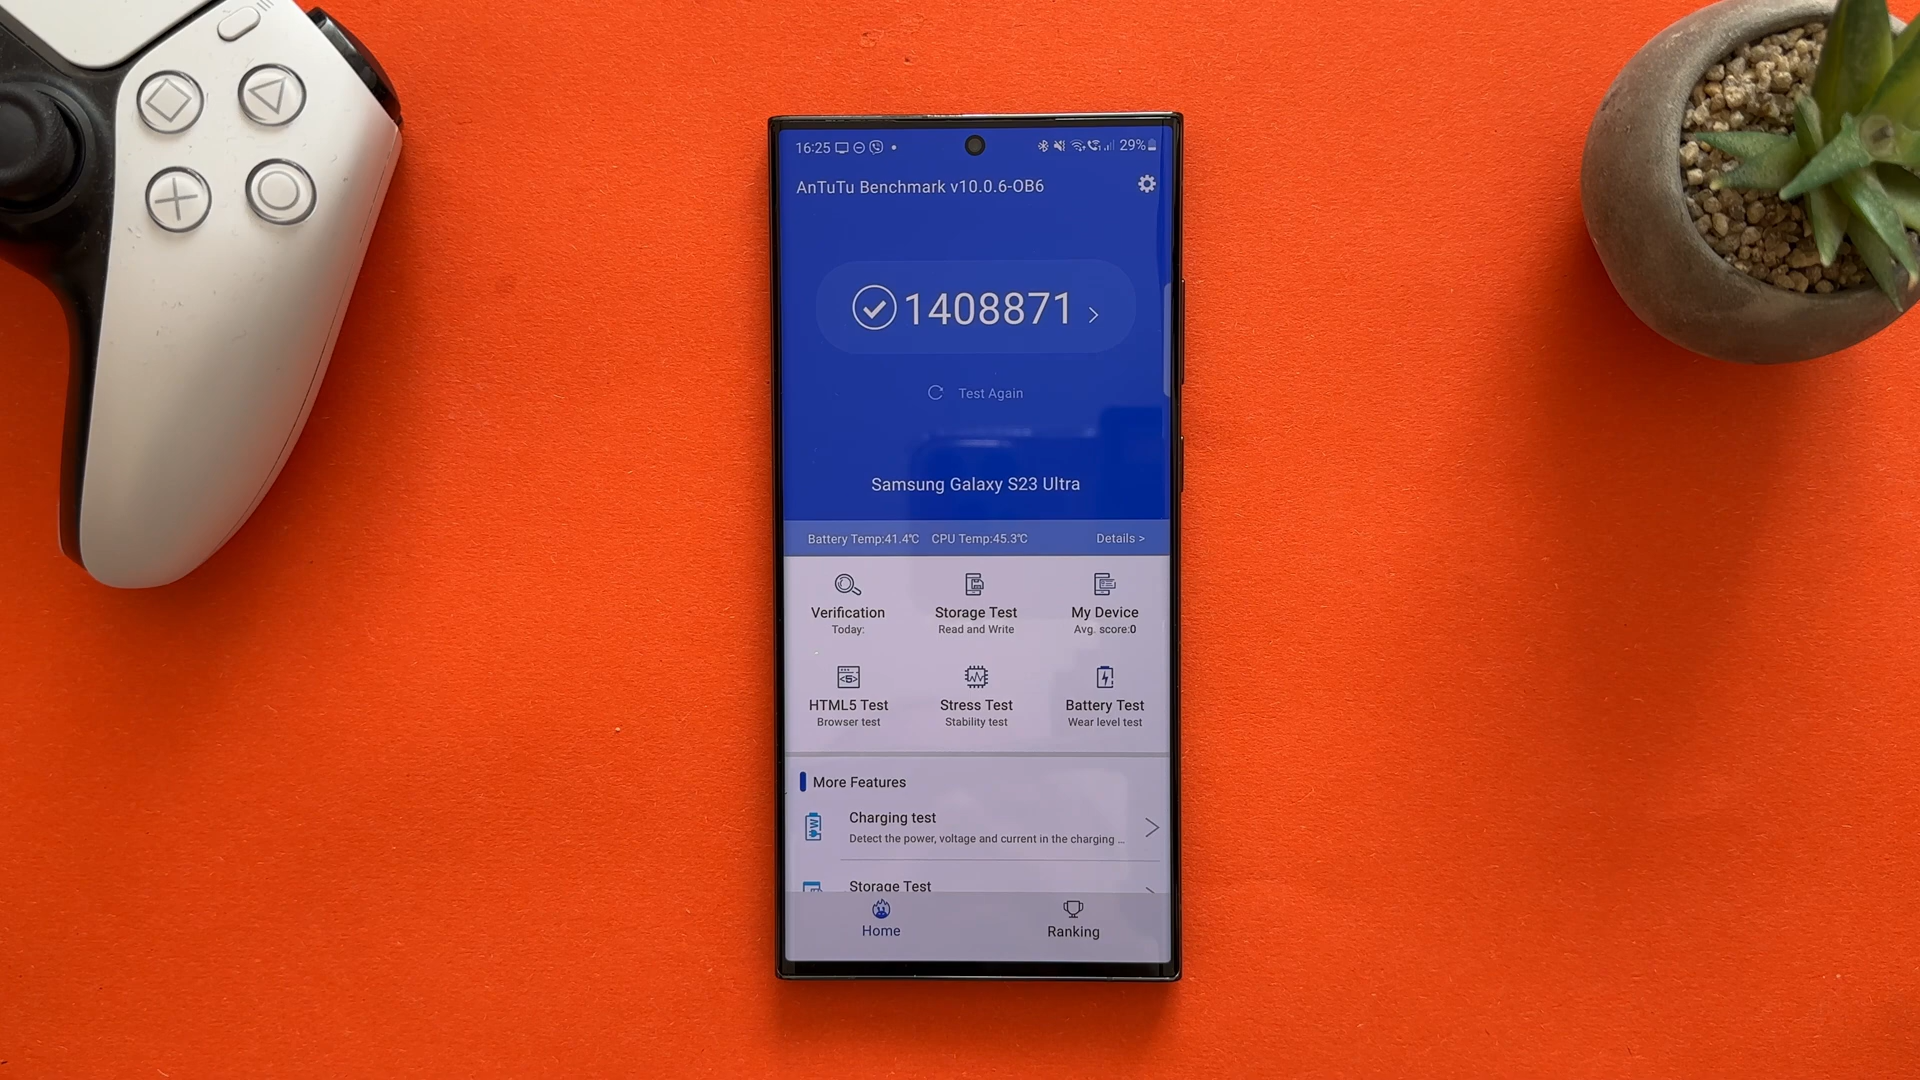 16:25 29%
AnTuTu Benchmark v10.0.6-OB6
1408871
Test Again
Samsung Galaxy S23 Ultra
Battery Temp:41.4℃ CPU Temp:45.3℃ Details >
Verification Storage Test My Device
Today: Read and Write Avg. score:0
HTML5 Test Stress Test Battery Test
Browser test Stability test Wear level test
More Features
Charging test
Detect the power, voltage and current in the charging ...
Storage Test
Home Ranking